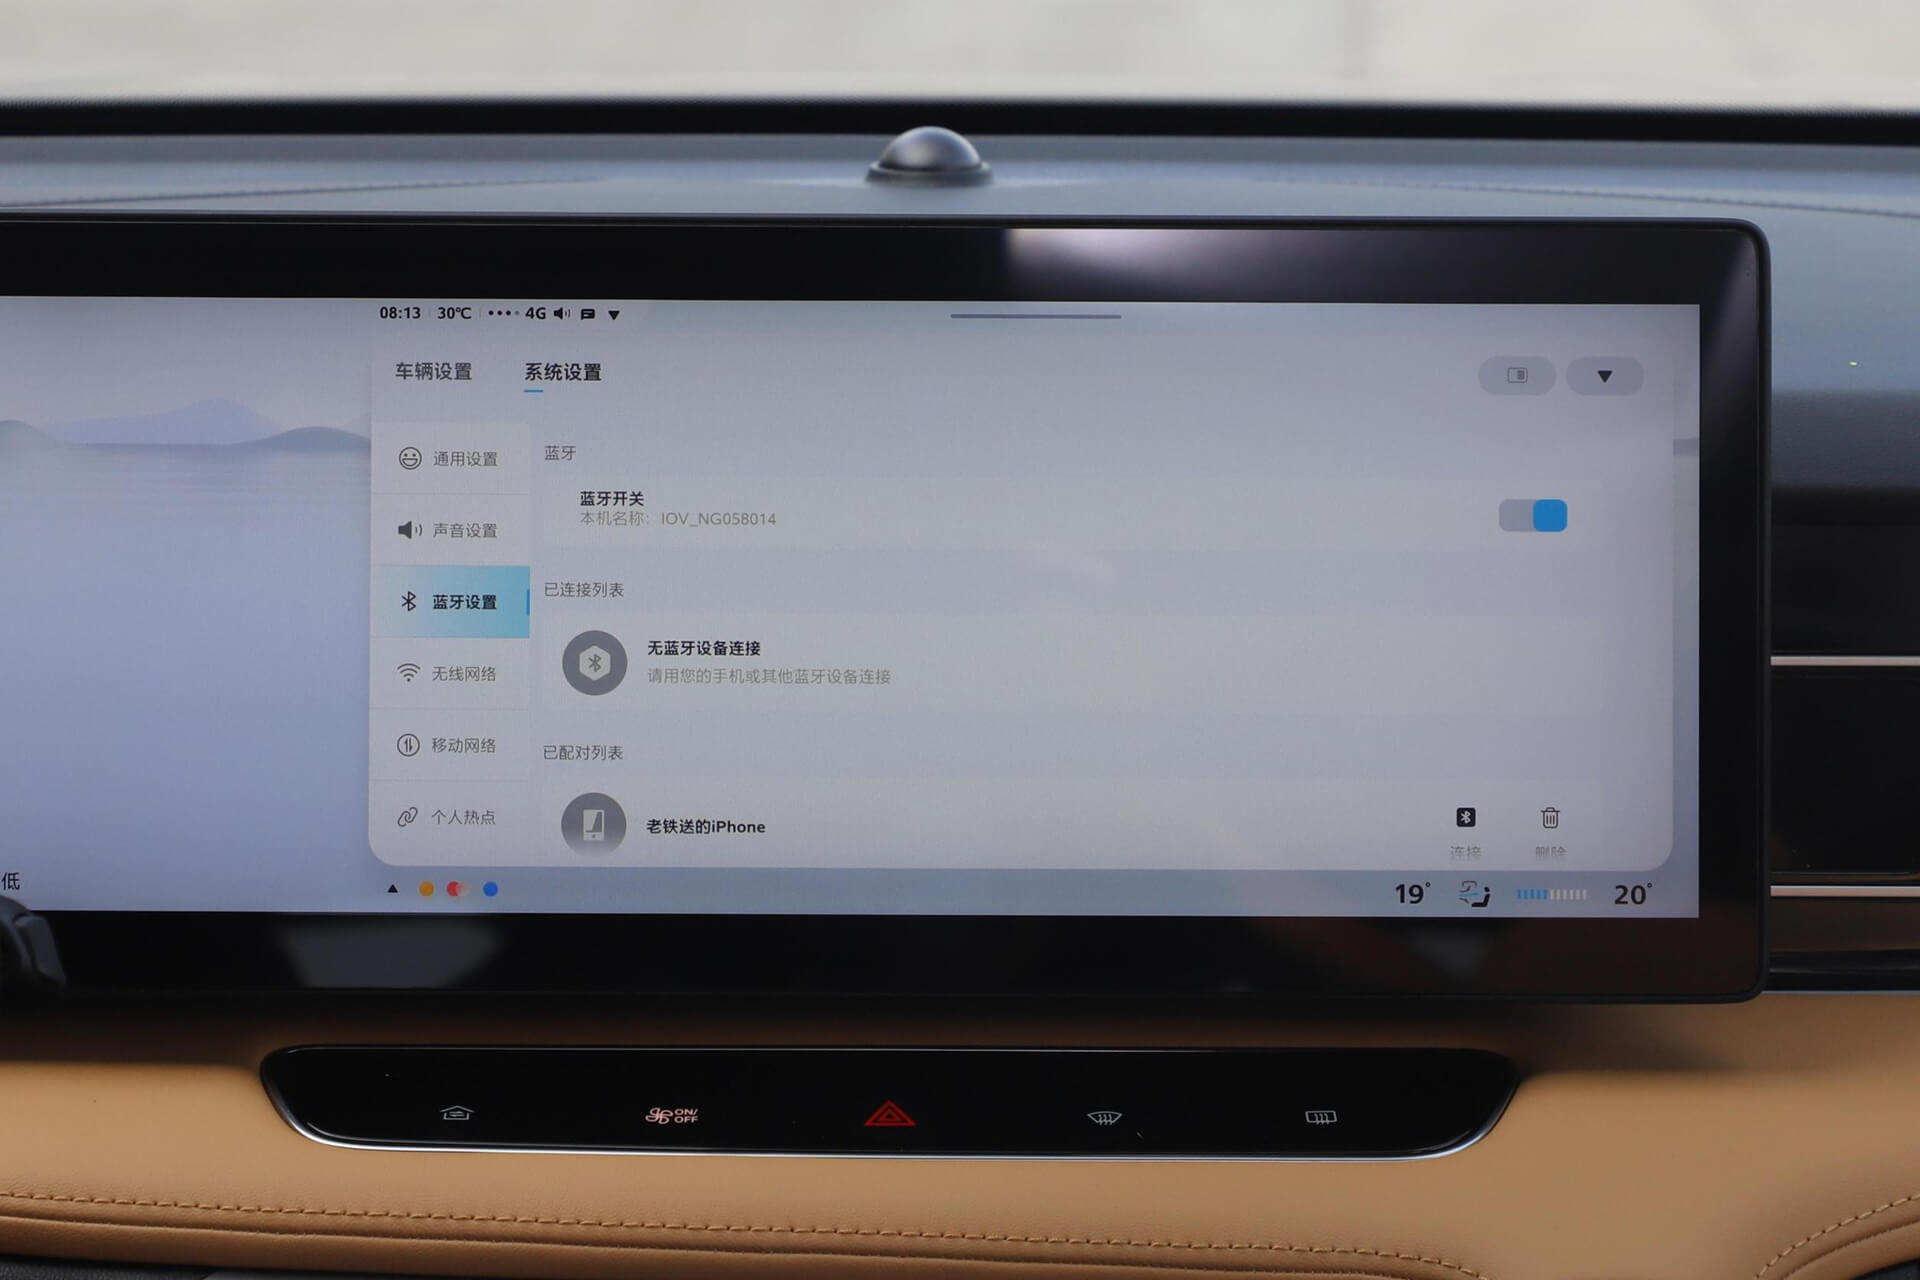 08:13 30℃ 4G
车辆设置 系统设置
通用设置
声音设置
蓝牙设置
无线网络
移动网络
个人热点
蓝牙
蓝牙开关
本机名称: IOV_NG058014
已连接列表
无蓝牙设备连接
请用您的手机或其他蓝牙设备连接
已配对列表
老铁送的iPhone
连接 删除
低
19° 20°
ON/
OFF